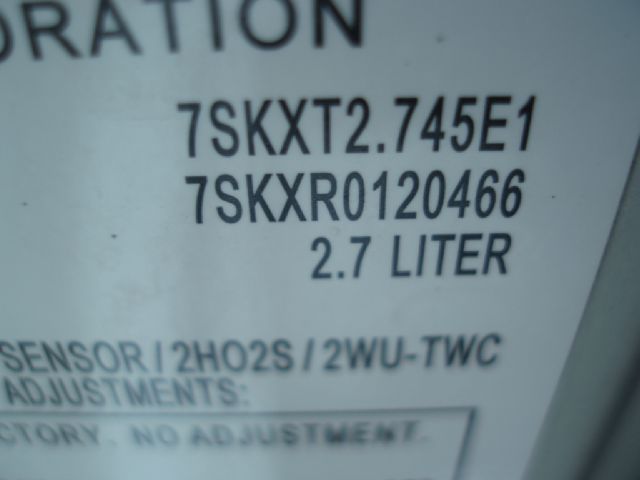 ORATION
7SKXT2.745E1
7SKXR0120466
2.7 LITER
SENSOR / 2HO2S / 2WU-TWC
ADJUSTMENTS:
CTORY. NO ADJUSTMENT.